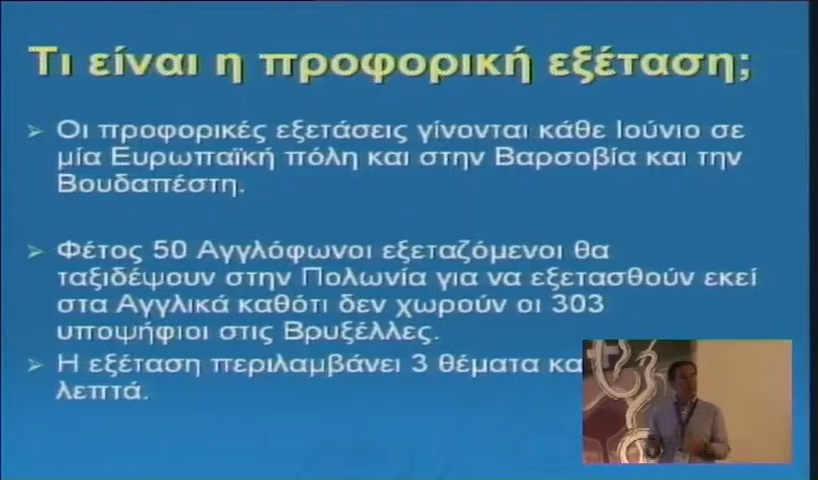 Τι είναι η προφορική εξέταση;
Οι προφορικές εξετάσεις γίνονται κάθε Ιούνιο σε
μία Ευρωπαϊκή πόλη και στην Βαρσοβία και την
Βουδαπέστη.
Φέτος 50 Αγγλόφωνοι εξεταζόμενοι θα
ταξιδέψουν στην Πολωνία για να εξετασθούν εκεί
στα Αγγλικά καθότι δεν χωρούν οι 303
υποψήφιοι στις Βρυξέλλες.
Η εξέταση περιλαμβάνει 3 θέματα
λεπτά.